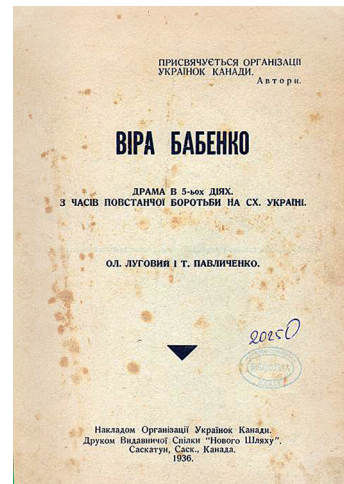 ПРИСВЯЧУЄТЬСЯ ОРГАНІЗАЦІЇ
УКРАЇНОК КАНАДИ.
Автори.
ВІРА БАБЕНКО
ДРАМА В 5-ьох ДІЯХ.
З ЧАСІВ ПОВСТАНЧОЇ БОРОТЬБИ НА СХ. УКРАЇНІ.
ОЛ. ЛУГОВИЙ І Т. ПАВЛИЧЕНКО.
20250
Накладом Організації Українок Канади.
Друком Видавничої Спілки "Нового Шляху",
Саскатун, Саск., Канада.
1936.